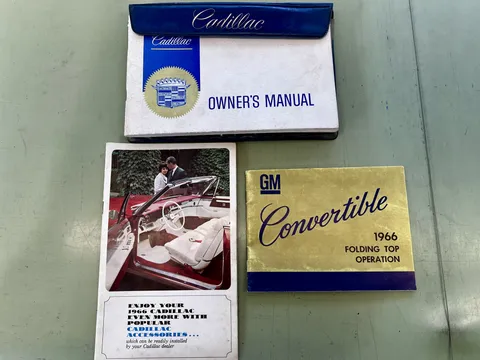 Cadillac
Cadillac
OWNER'S MANUAL
GM
Convertible
1966
FOLDING TOP
OPERATION
ENJOY YOUR
1966 CADILLAC
EVEN MORE WITH
POPULAR
CADILLAC
ACCESSORIES...
which can be readily installed
by your Cadillac dealer